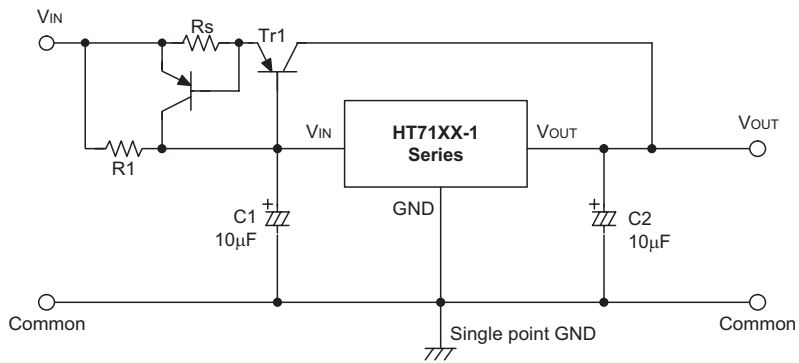 VIN
Rs
Tr1
R1
VIN
HT71XX-1
Series
VOUT
VOUT
GND
C1
10μF
C2
10μF
Common
Single point GND
Common